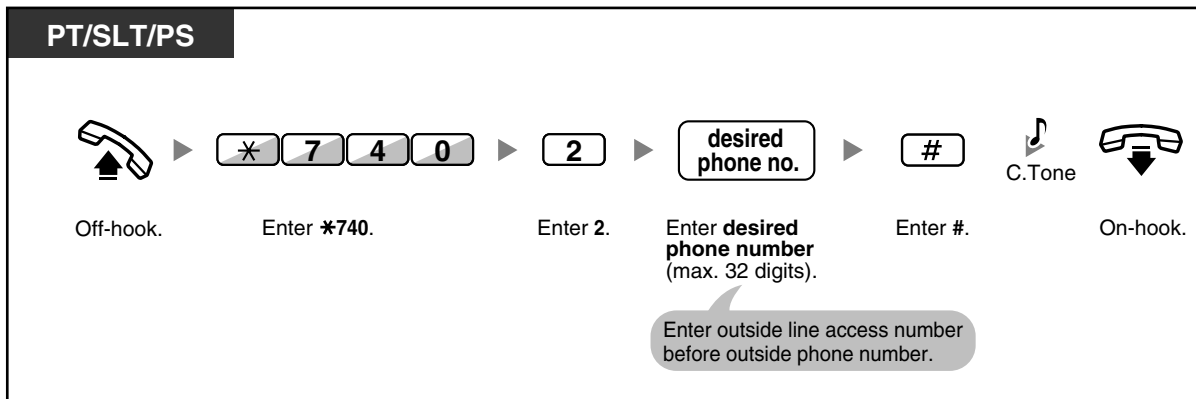 PT/SLT/PS
* 7 4 0
2
desired
phone no.
#
C.Tone
Off-hook.
Enter *740.
Enter 2.
Enter desired
phone number
(max. 32 digits).
Enter #.
On-hook.
Enter outside line access number
before outside phone number.